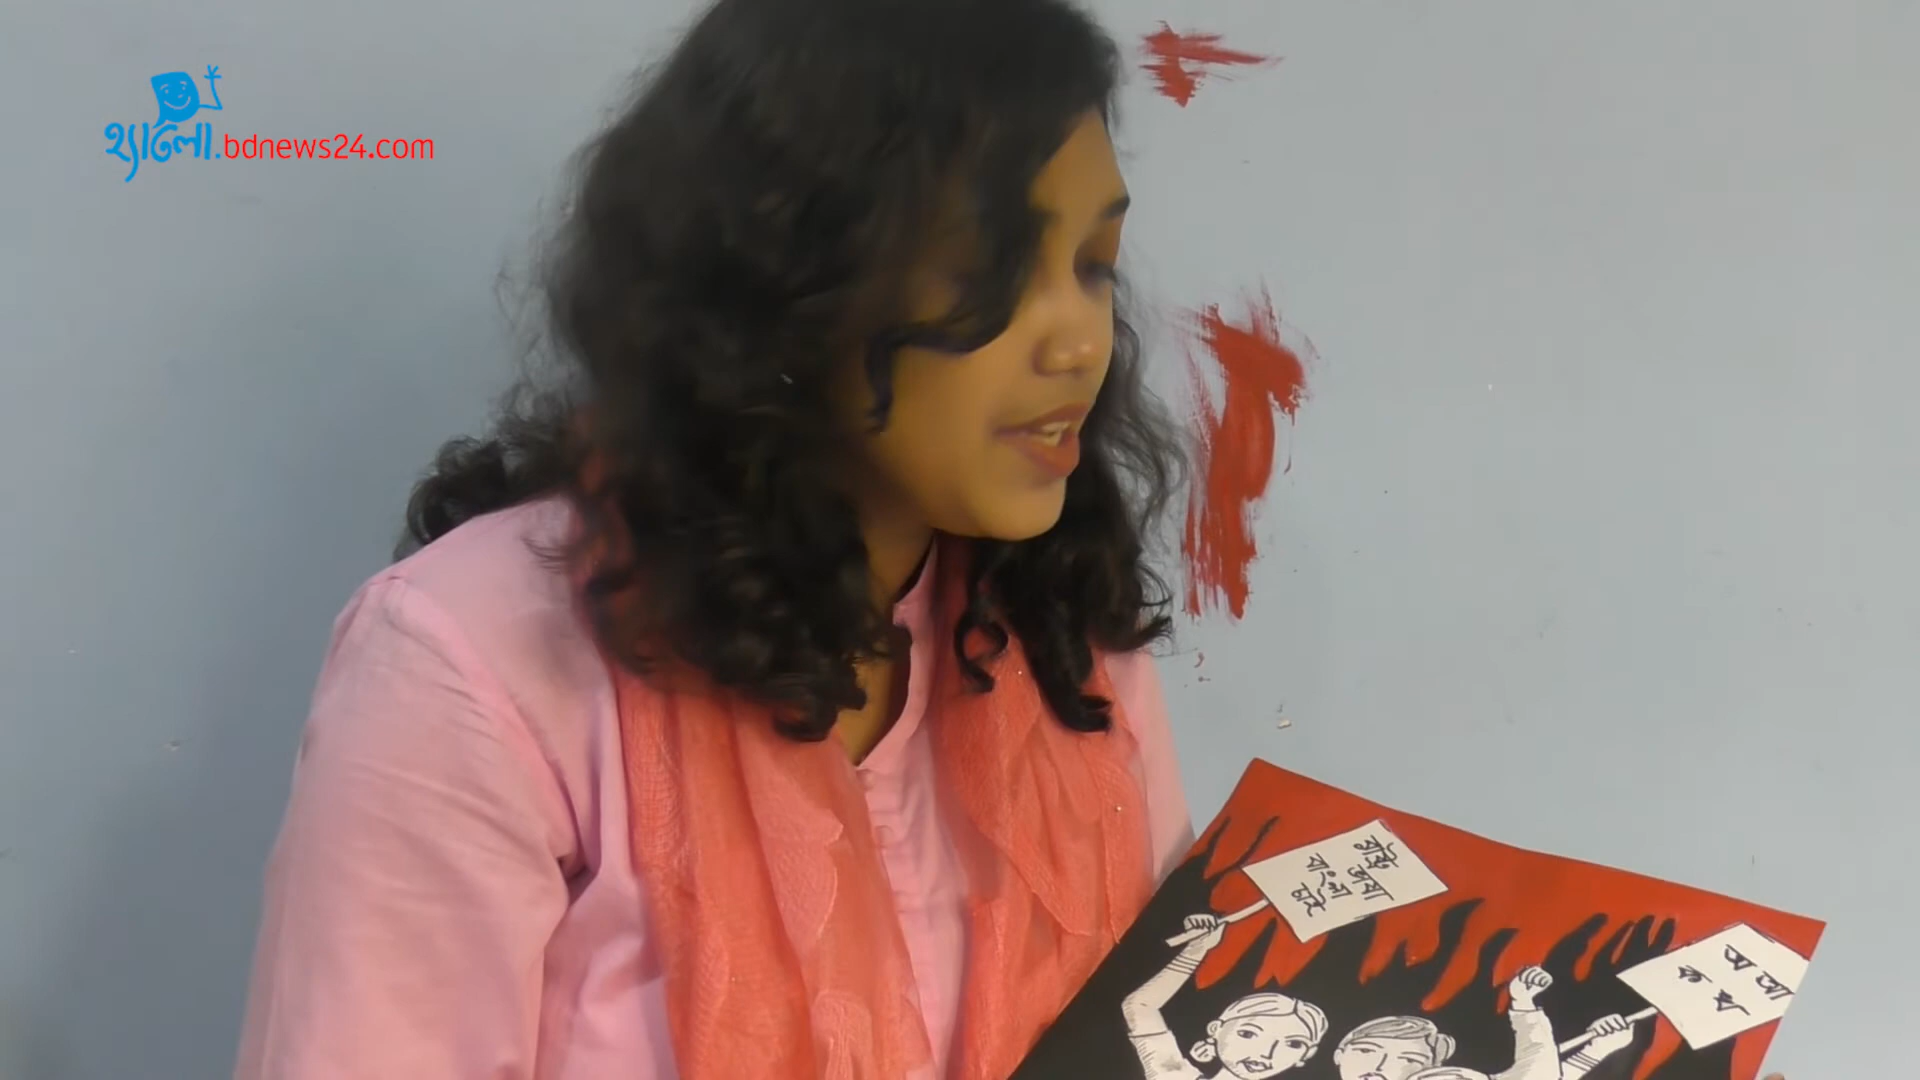 হ্যালো.bdnews24.com
রাষ্ট্র
ভাষা
বাংলা
চাই
অ আ
ক খ